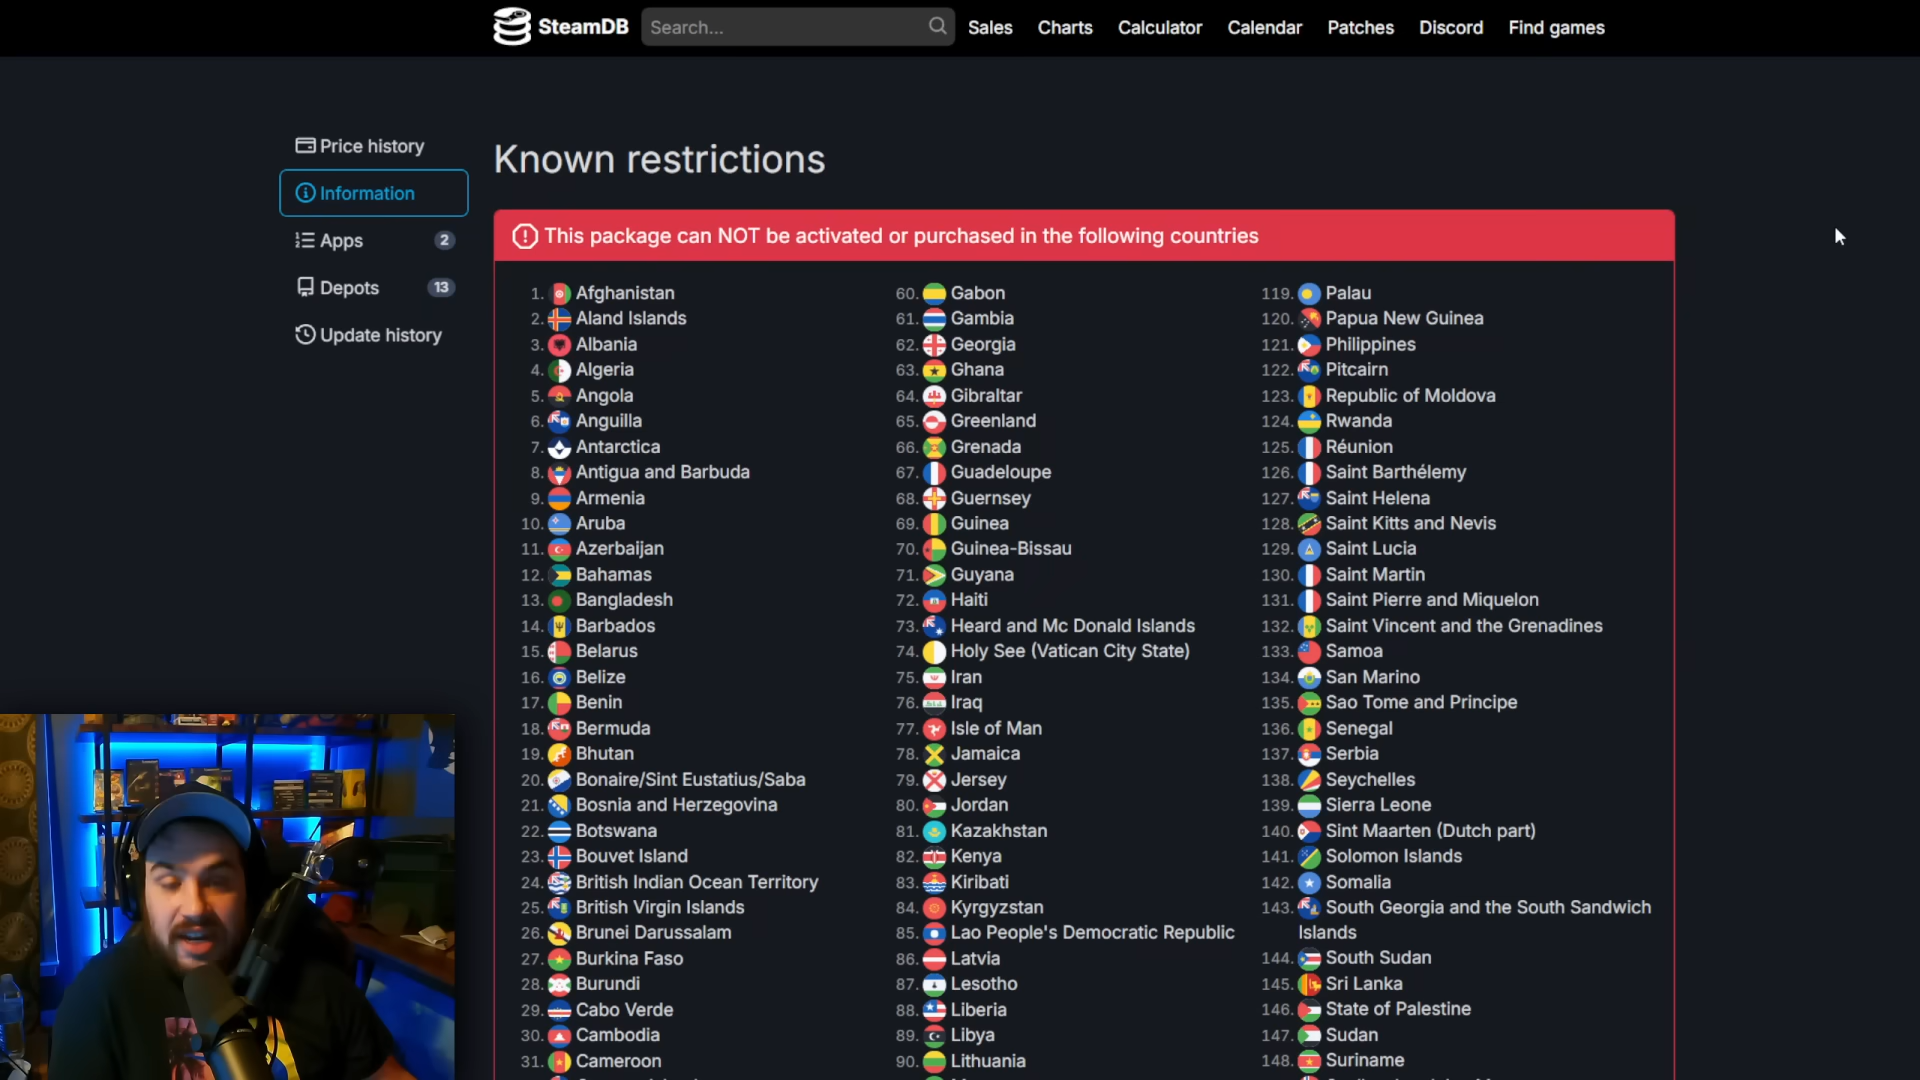 SteamDB
Search...
Sales
Charts
Calculator
Calendar
Patches
Discord
Find games
Price history
Information
Apps 2
Depots 13
Update history
Known restrictions
This package can NOT be activated or purchased in the following countries
1. Afghanistan
2. Aland Islands
3. Albania
4. Algeria
5. Angola
6. Anguilla
7. Antarctica
8. Antigua and Barbuda
9. Armenia
10. Aruba
11. Azerbaijan
12. Bahamas
13. Bangladesh
14. Barbados
15. Belarus
16. Belize
17. Benin
18. Bermuda
19. Bhutan
20. Bonaire/Sint Eustatius/Saba
21. Bosnia and Herzegovina
22. Botswana
23. Bouvet Island
24. British Indian Ocean Territory
25. British Virgin Islands
26. Brunei Darussalam
27. Burkina Faso
28. Burundi
29. Cabo Verde
30. Cambodia
31. Cameroon
60. Gabon
61. Gambia
62. Georgia
63. Ghana
64. Gibraltar
65. Greenland
66. Grenada
67. Guadeloupe
68. Guernsey
69. Guinea
70. Guinea-Bissau
71. Guyana
72. Haiti
73. Heard and Mc Donald Islands
74. Holy See (Vatican City State)
75. Iran
76. Iraq
77. Isle of Man
78. Jamaica
79. Jersey
80. Jordan
81. Kazakhstan
82. Kenya
83. Kiribati
84. Kyrgyzstan
85. Lao People's Democratic Republic
86. Latvia
87. Lesotho
88. Liberia
89. Libya
90. Lithuania
119. Palau
120. Papua New Guinea
121. Philippines
122. Pitcairn
123. Republic of Moldova
124. Rwanda
125. Réunion
126. Saint Barthélemy
127. Saint Helena
128. Saint Kitts and Nevis
129. Saint Lucia
130. Saint Martin
131. Saint Pierre and Miquelon
132. Saint Vincent and the Grenadines
133. Samoa
134. San Marino
135. Sao Tome and Principe
136. Senegal
137. Serbia
138. Seychelles
139. Sierra Leone
140. Sint Maarten (Dutch part)
141. Solomon Islands
142. Somalia
143. South Georgia and the South Sandwich
Islands
144. South Sudan
145. Sri Lanka
146. State of Palestine
147. Sudan
148. Suriname